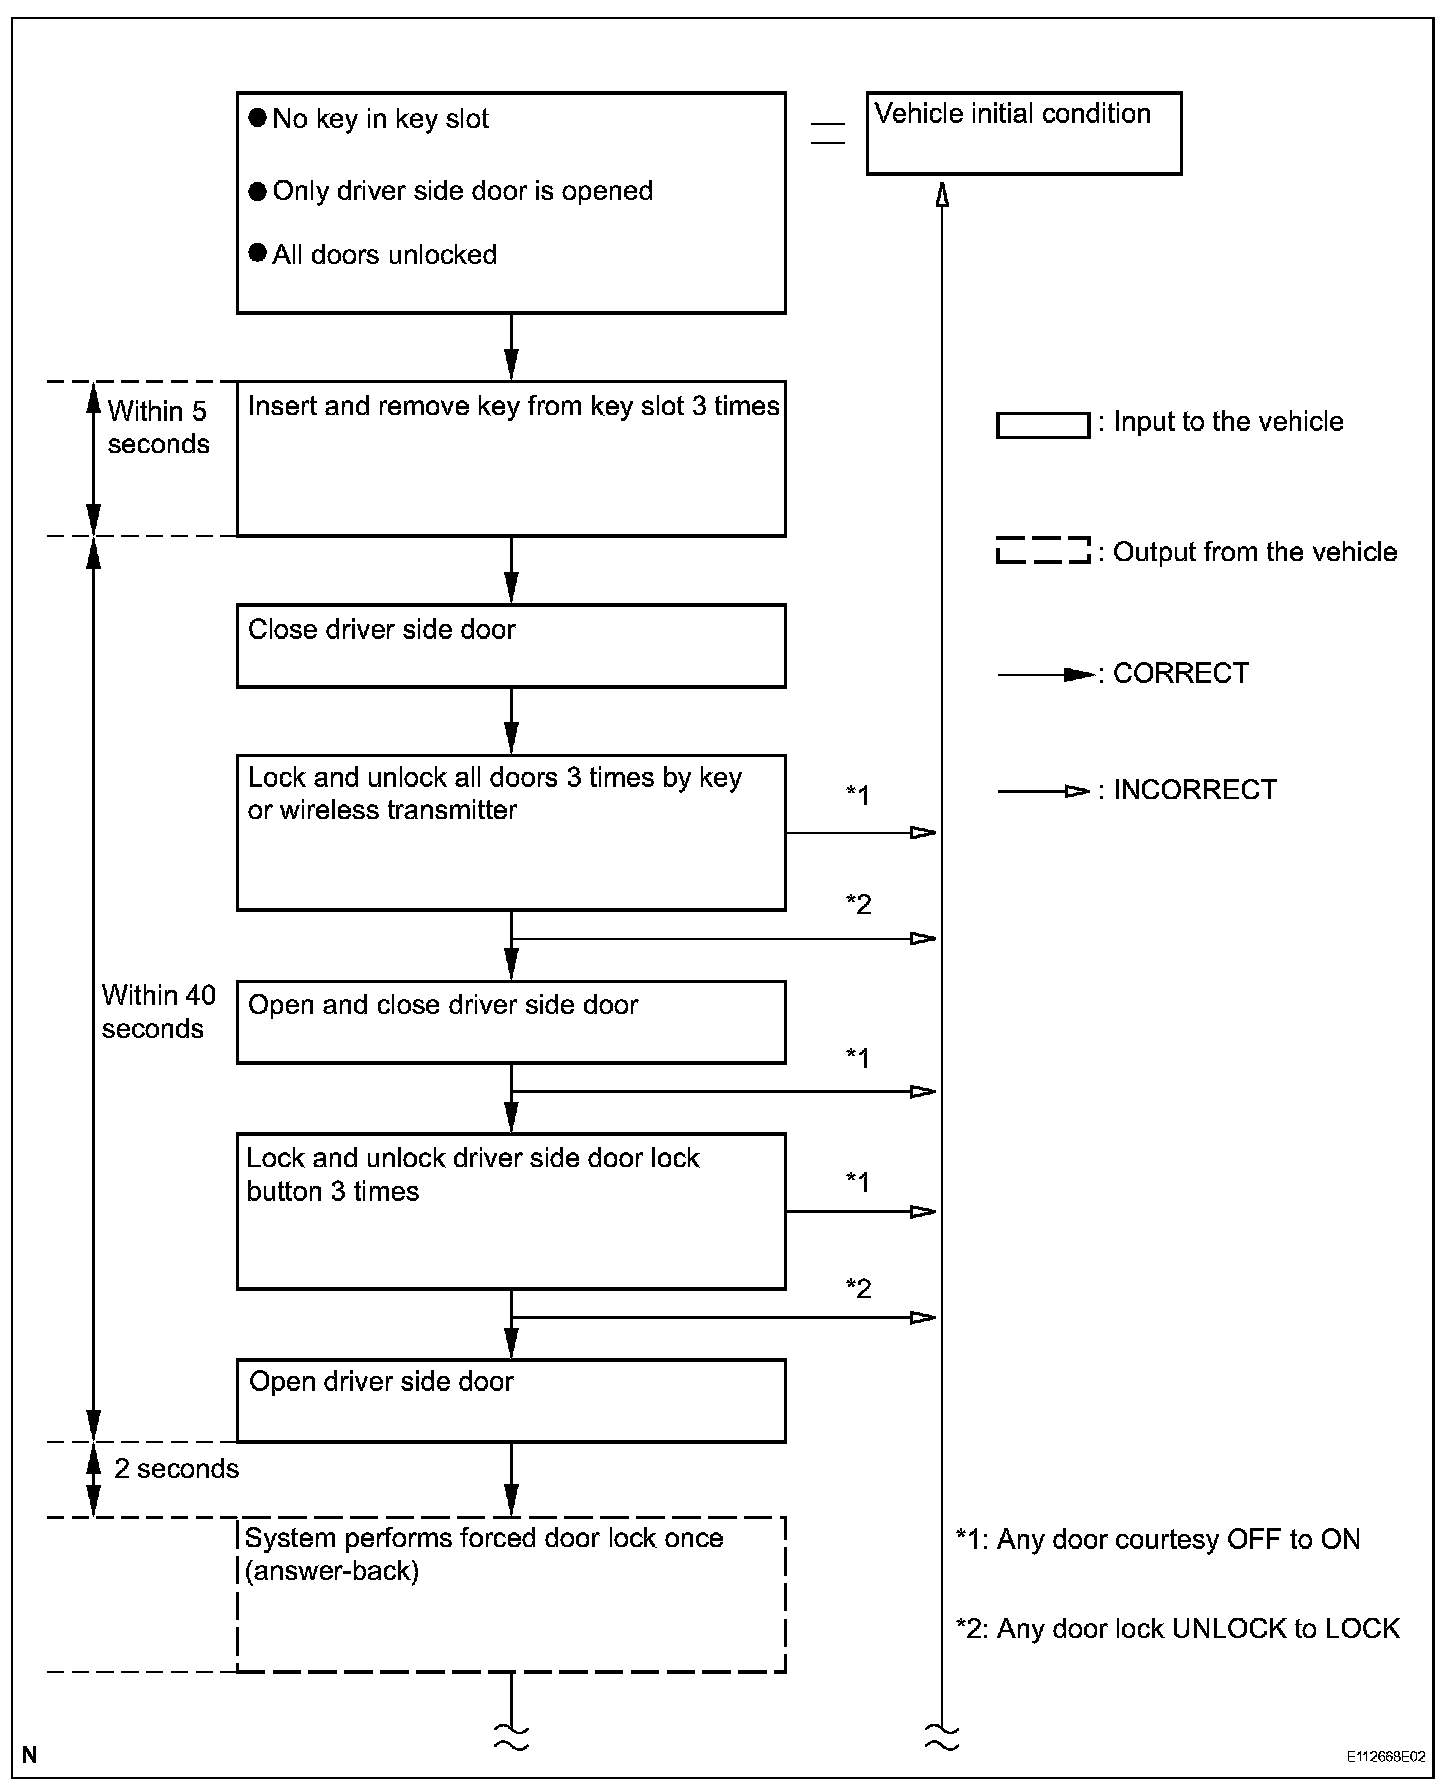 ● No key in key slot
● Only driver side door is opened
● All doors unlocked
=
Vehicle initial condition
Within 5
seconds
Insert and remove key from key slot 3 times
: Input to the vehicle
: Output from the vehicle
Close driver side door
: CORRECT
Lock and unlock all doors 3 times by key
or wireless transmitter
*1
: INCORRECT
*2
Within 40
seconds
Open and close driver side door
*1
Lock and unlock driver side door lock
button 3 times
*1
*2
Open driver side door
2 seconds
System performs forced door lock once
(answer-back)
*1: Any door courtesy OFF to ON
*2: Any door lock UNLOCK to LOCK
N
E112668E02